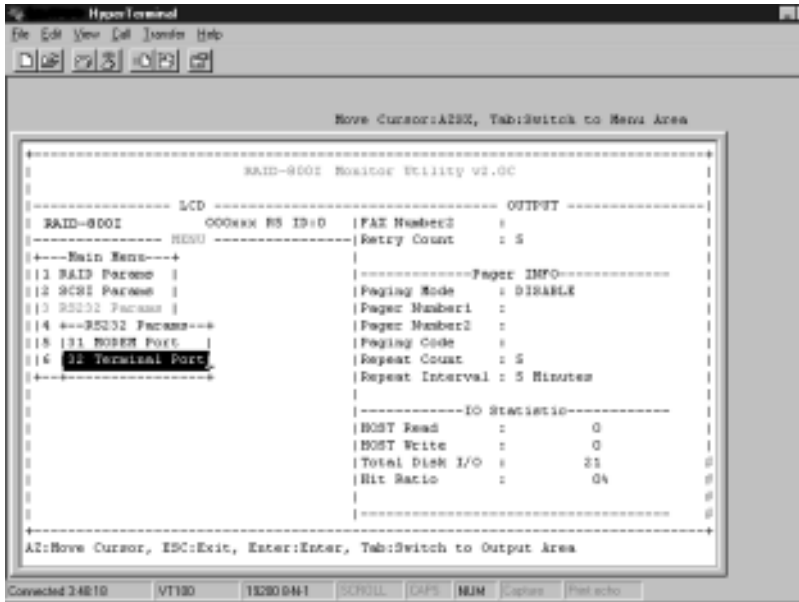 HyperTerminal
File Edit View Call Transfer Help
Move Cursor:AZSX, Tab:Switch to Menu Area
RAID-800I Monitor Utility v2.0C
LCD
OUTPUT
RAID-800I 000xxx R5 ID:0
MENU
|FAX Number2 :
|Retry Count : 5
+---Main Menu---+
||1 RAID Params |
||2 SCSI Params |
||3 RS232 Params |
||4 +--RS232 Params--+
||5 |31 MODEM Port |
||6 |32 Terminal Port|
Pager INFO
|Paging Mode : DISABLE
|Pager Number1 :
|Pager Number2 :
|Paging Code :
|Repeat Count : 5
|Repeat Interval : 5 Minutes
IO Statistic
|HOST Read : 0
|HOST Write : 0
|Total Disk I/O : 21
|Hit Ratio : 0%
AZ:Move Cursor, ESC:Exit, Enter:Enter, Tab:Switch to Output Area
Connected 3:48:18 VT100 19200 8-N-1 SCROLL CAPS NUM Capture Print echo